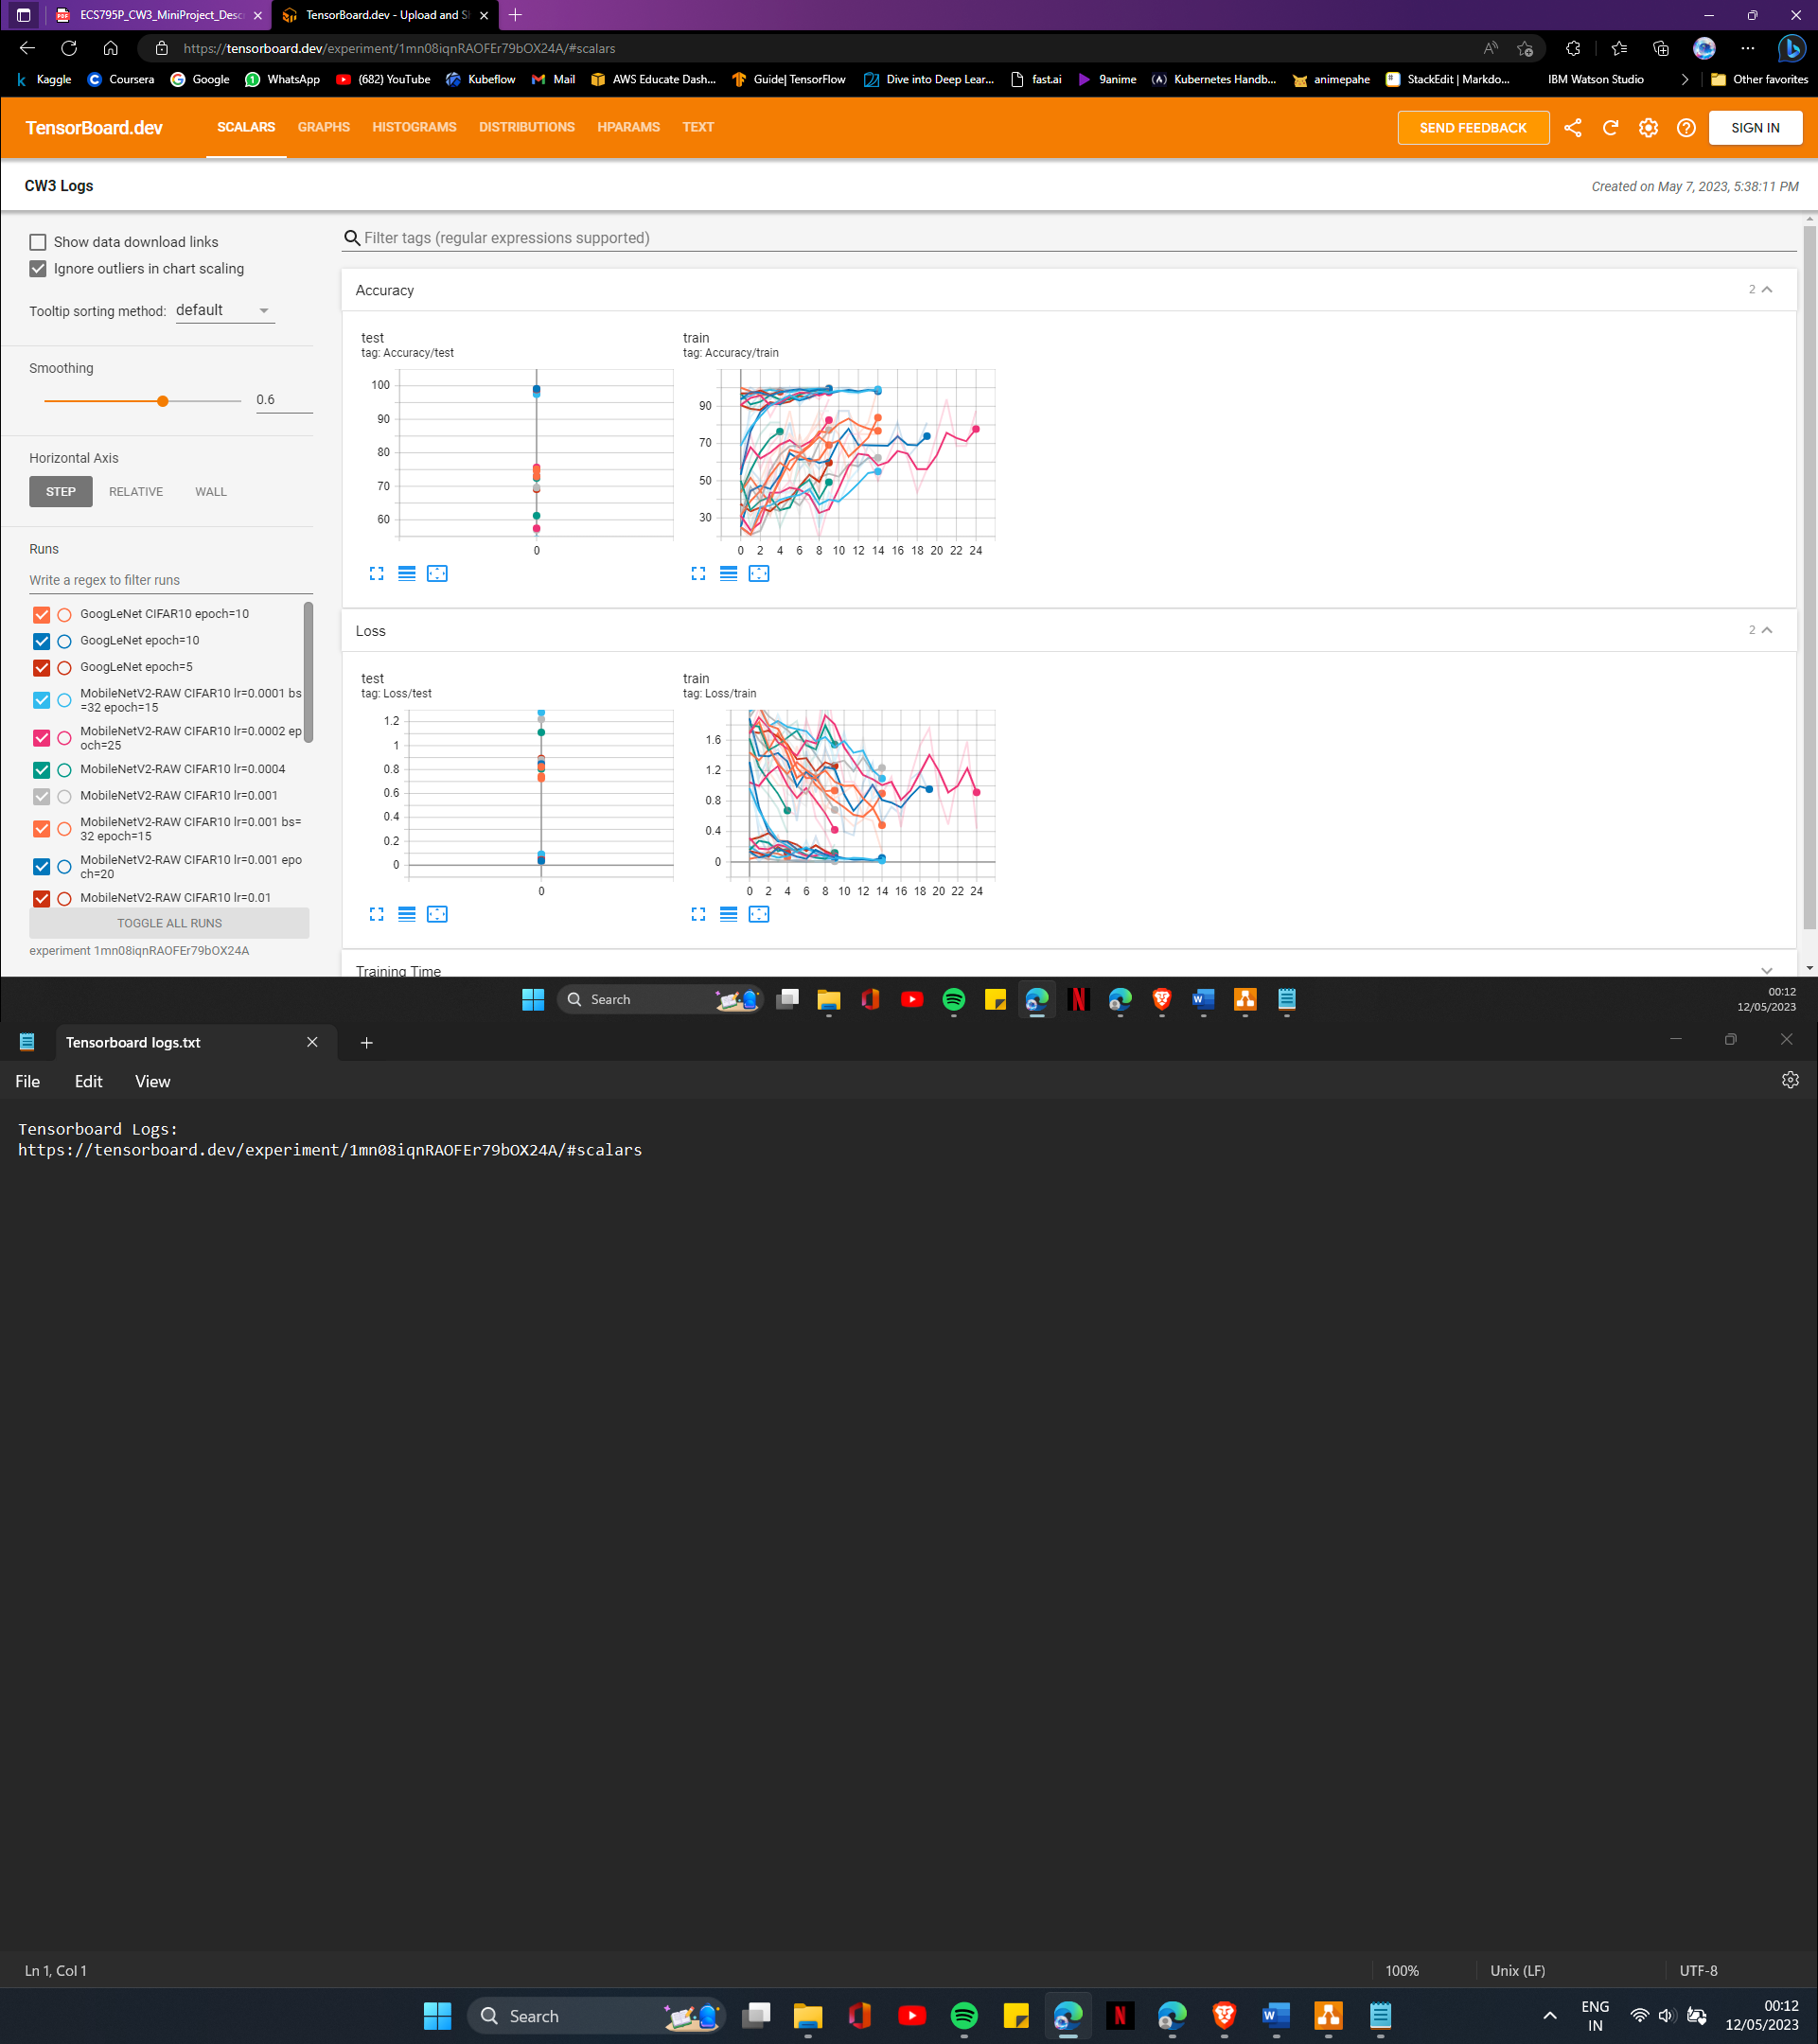 ECS795P_CW3_MiniProject_Desc
TensorBoard.dev - Upload and S
https://tensorboard.dev/experiment/1mn08iqnRAOFEr79bOX24A/#scalars
Kaggle Coursera Google WhatsApp (682) YouTube Kubeflow Mail AWS Educate Dash... Guide| TensorFlow Dive into Deep Lear... fast.ai 9anime Kubernetes Handb... animepahe StackEdit | Markdo... IBM Watson Studio Other favorites
TensorBoard.dev SCALARS GRAPHS HISTOGRAMS DISTRIBUTIONS HPARAMS TEXT SEND FEEDBACK SIGN IN
CW3 Logs Created on May 7, 2023, 5:38:11 PM
Show data download links
Ignore outliers in chart scaling
Tooltip sorting method: default
Smoothing
0.6
Horizontal Axis
STEP RELATIVE WALL
Runs
Write a regex to filter runs
GoogLeNet CIFAR10 epoch=10
GoogLeNet epoch=10
GoogLeNet epoch=5
MobileNetV2-RAW CIFAR10 lr=0.0001 bs
=32 epoch=15
MobileNetV2-RAW CIFAR10 lr=0.0002 ep
och=25
MobileNetV2-RAW CIFAR10 lr=0.0004
MobileNetV2-RAW CIFAR10 lr=0.001
MobileNetV2-RAW CIFAR10 lr=0.001 bs=
32 epoch=15
MobileNetV2-RAW CIFAR10 lr=0.001 epo
ch=20
MobileNetV2-RAW CIFAR10 lr=0.01
TOGGLE ALL RUNS
experiment 1mn08iqnRAOFEr79bOX24A
Filter tags (regular expressions supported)
Accuracy 2
test
tag: Accuracy/test
100
90
80
70
60
0
train
tag: Accuracy/train
90
70
50
30
0 2 4 6 8 10 12 14 16 18 20 22 24
Loss 2
test
tag: Loss/test
1.2
1
0.8
0.6
0.4
0.2
0
0
train
tag: Loss/train
1.6
1.2
0.8
0.4
0
0 2 4 6 8 10 12 14 16 18 20 22 24
Training Time
Search
00:12
12/05/2023
Tensorboard logs.txt
File Edit View
Tensorboard Logs:
https://tensorboard.dev/experiment/1mn08iqnRAOFEr79bOX24A/#scalars
Ln 1, Col 1 100% Unix (LF) UTF-8
Search
ENG
IN
00:12
12/05/2023